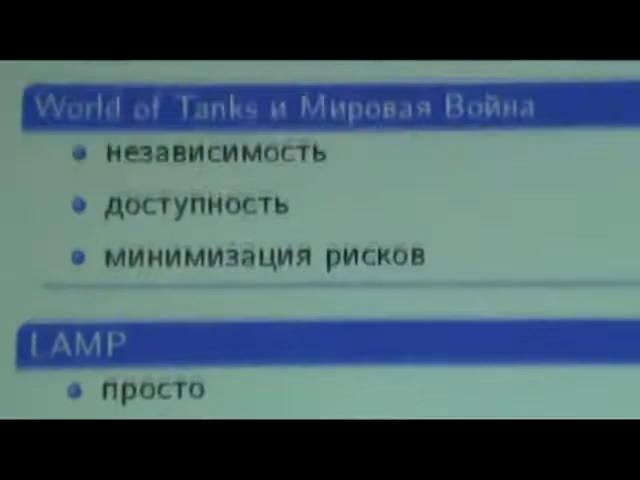 World of Tanks и Мировая Война
независимость
доступность
минимизация рисков
LAMP
просто